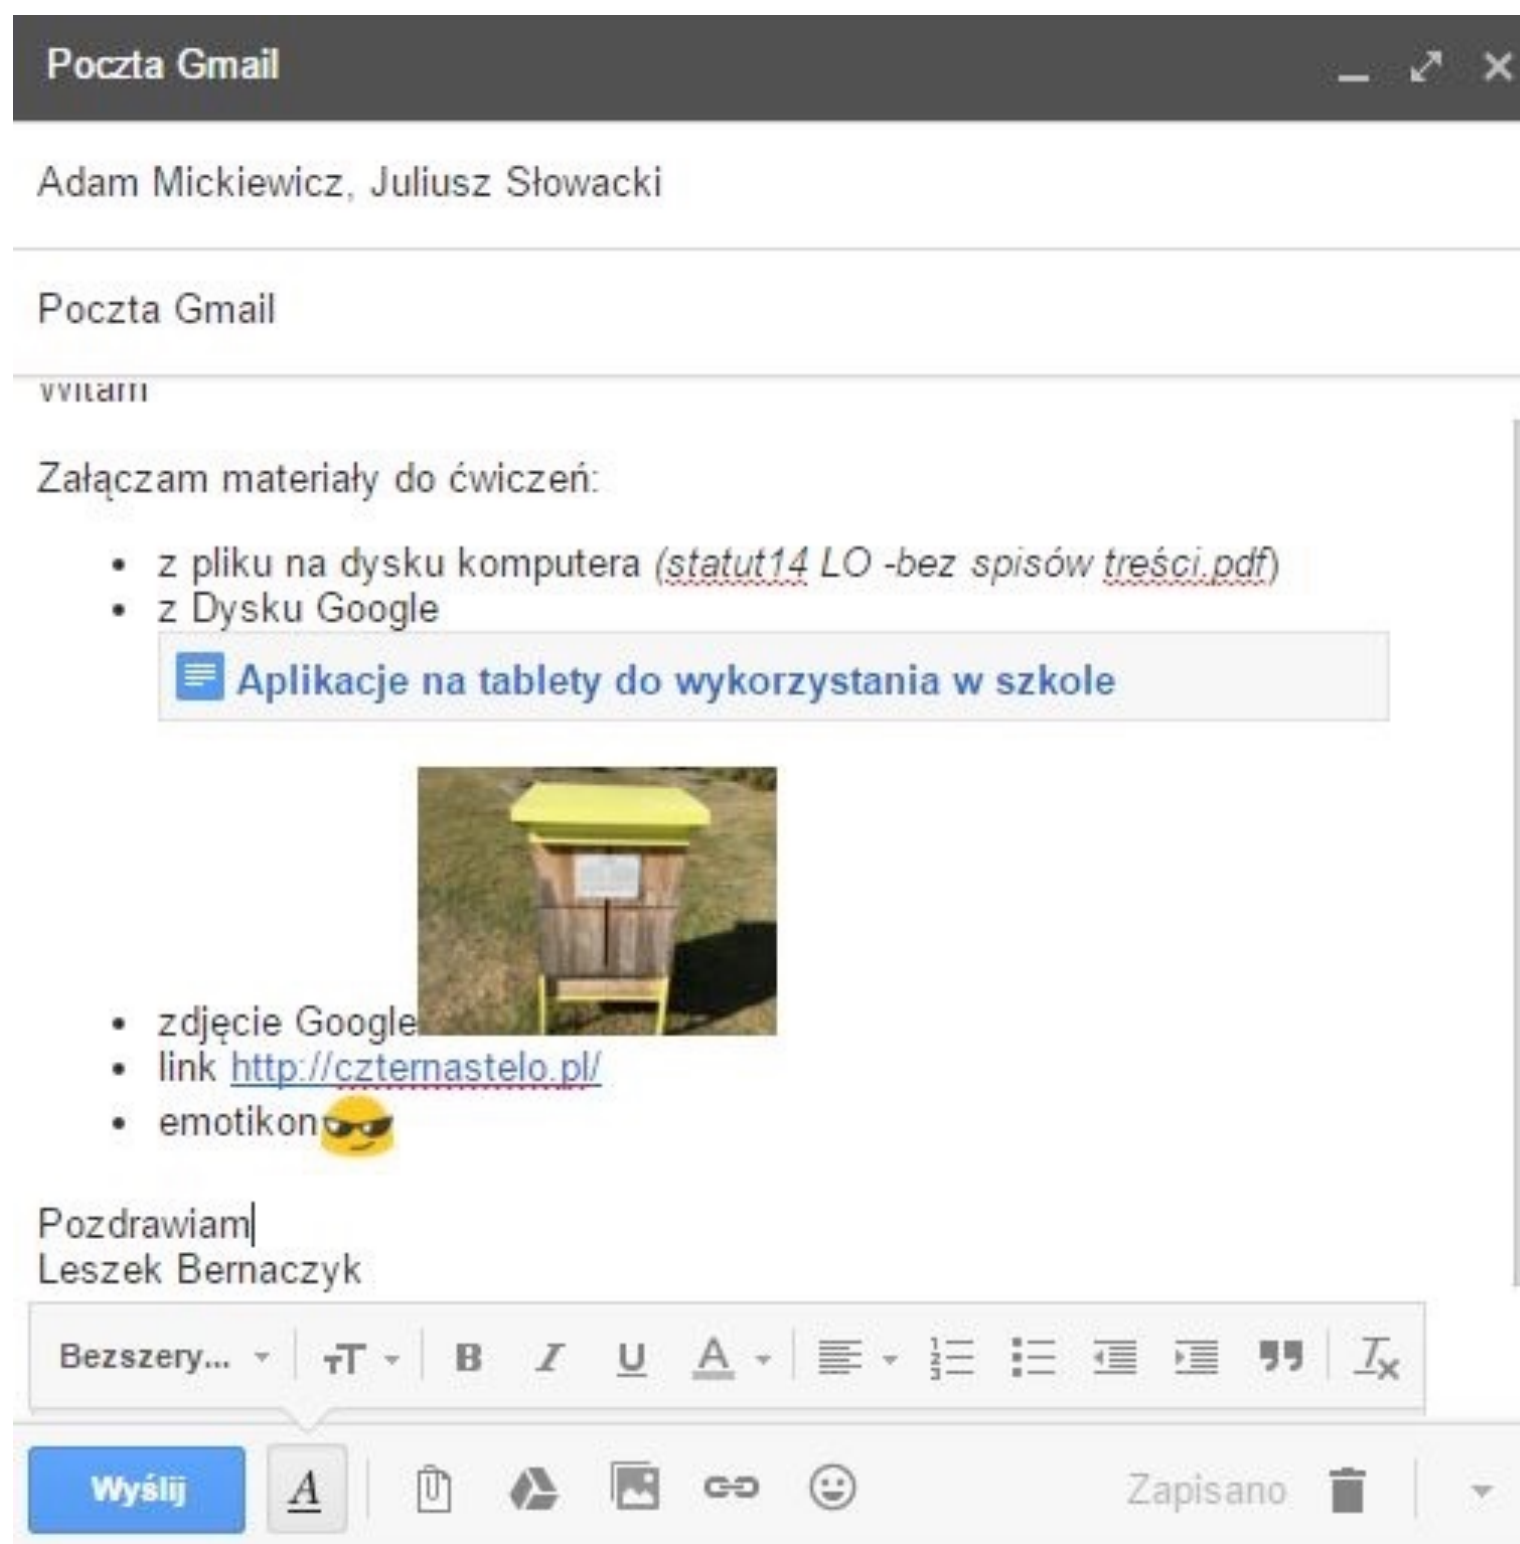 Poczta Gmail
Adam Mickiewicz, Juliusz Słowacki
Poczta Gmail
Witam
Załączam materiały do ćwiczeń:
• z pliku na dysku komputera (statut14 LO -bez spisów treści.pdf)
• z Dysku Google
Aplikacje na tablety do wykorzystania w szkole
• zdjęcie Google
• link http://czternastelo.pl/
• emotikon
Pozdrawiam
Leszek Bernaczyk
Bezszery...
Wyślij
Zapisano